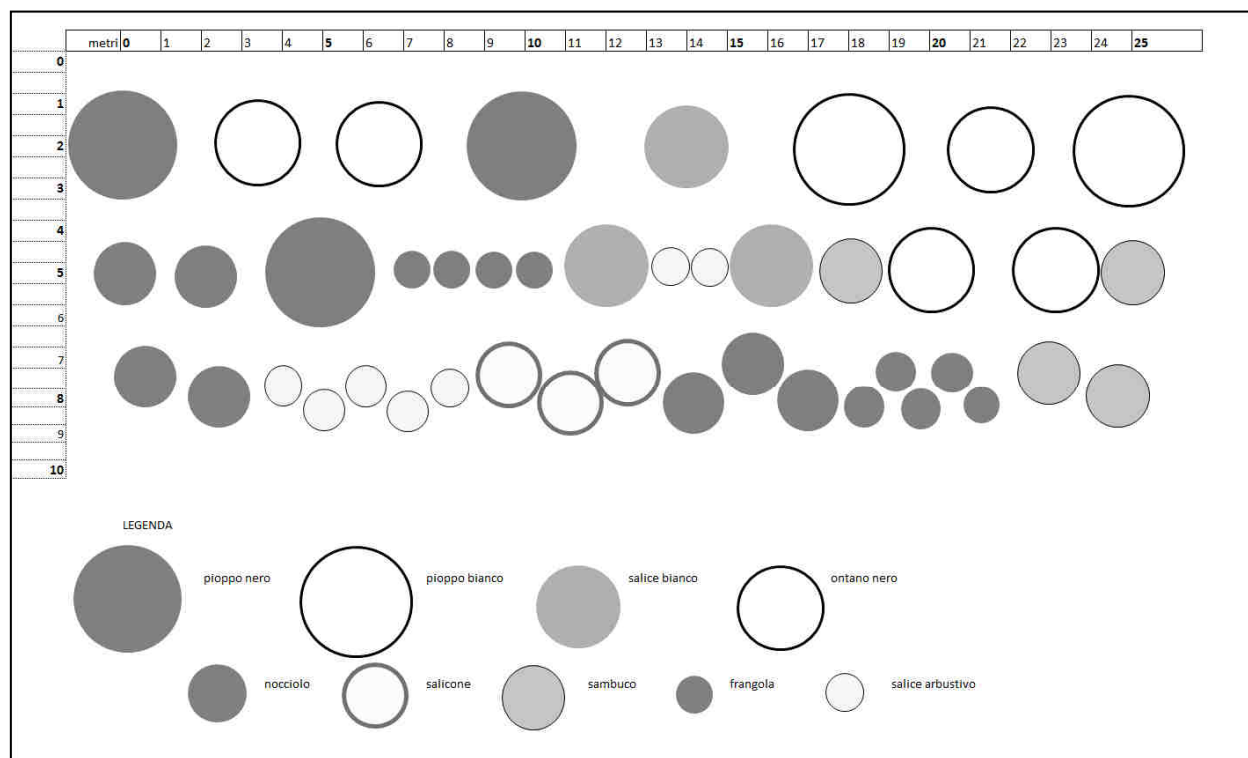 metri 0 1 2 3 4 5 6 7 8 9 10 11 12 13 14 15 16 17 18 19 20 21 22 23 24 25
0
1
2
3
4
5
6
7
8
9
10
LEGENDA
pioppo nero pioppo bianco salice bianco ontano nero
nocciolo salicone sambuco frangola salice arbustivo